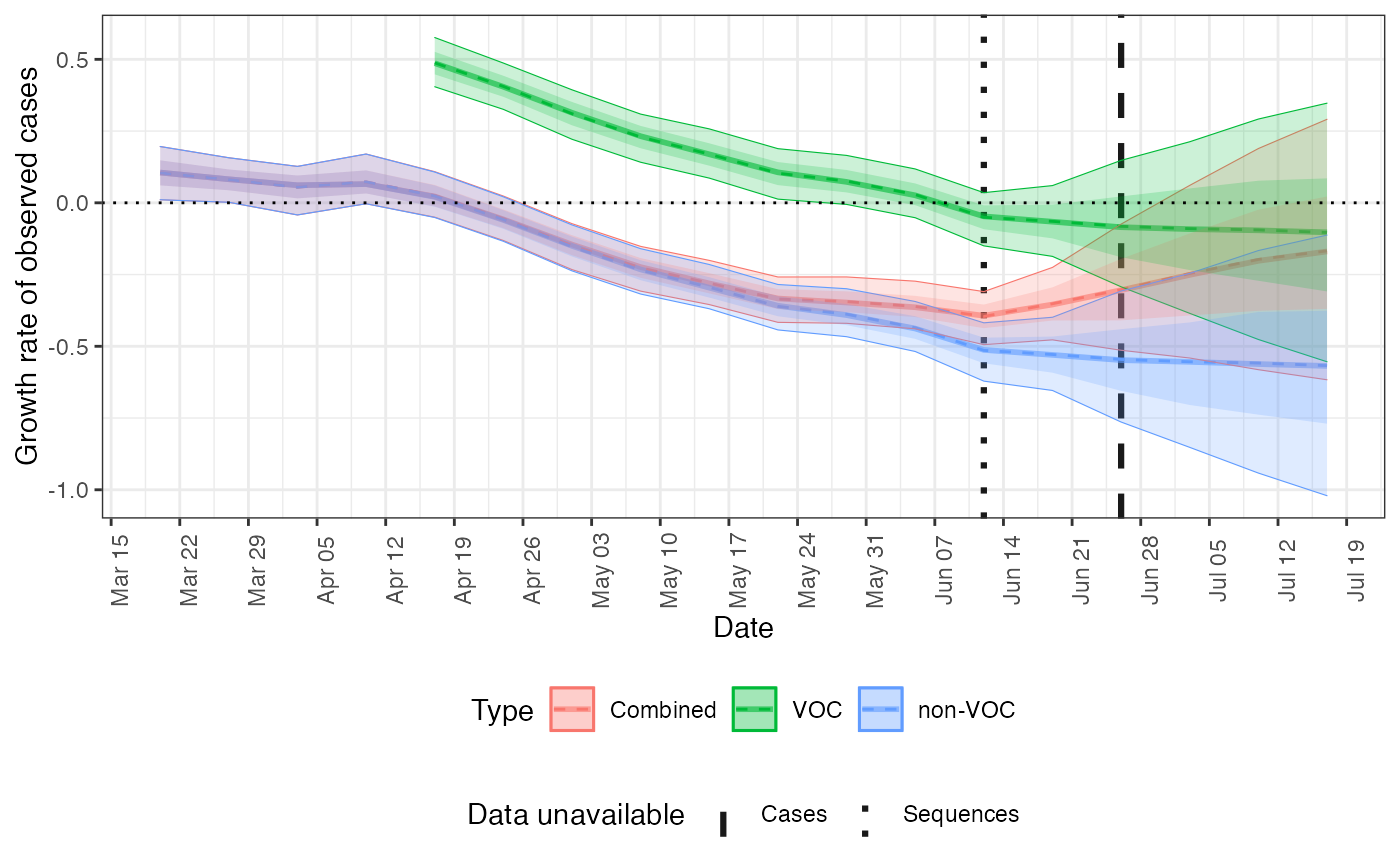 Growth rate of observed cases
0.5
0.0
-0.5
-1.0
Mar 15
Mar 22
Mar 29
Apr 05
Apr 12
Apr 19
Apr 26
May 03
May 10
May 17
May 24
May 31
Jun 07
Jun 14
Jun 21
Jun 28
Jul 05
Jul 12
Jul 19
Date
Type Combined VOC non-VOC
Data unavailable Cases Sequences